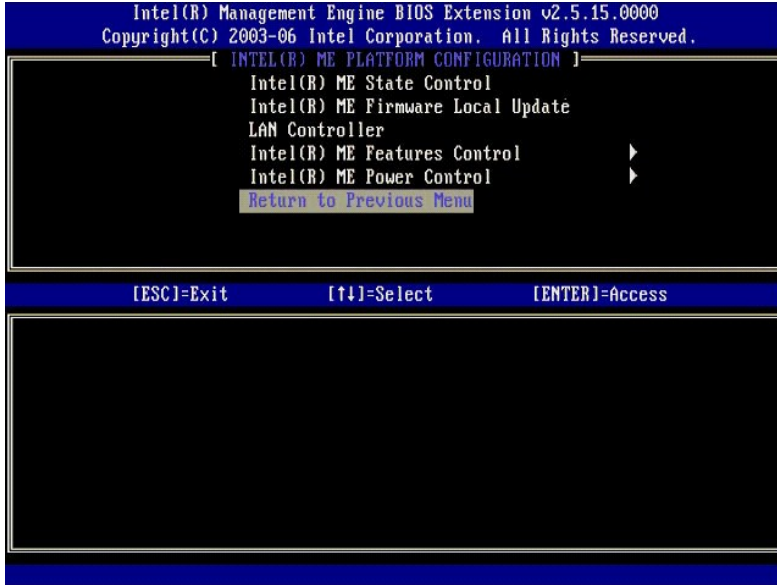 Intel(R) Management Engine BIOS Extension v2.5.15.0000
Copyright(C) 2003-06 Intel Corporation. All Rights Reserved.
[ INTEL(R) ME PLATFORM CONFIGURATION ]
Intel(R) ME State Control
Intel(R) ME Firmware Local Update
LAN Controller
Intel(R) ME Features Control ▶
Intel(R) ME Power Control ▶
Return to Previous Menu
[ESC]=Exit [↑↓]=Select [ENTER]=Access